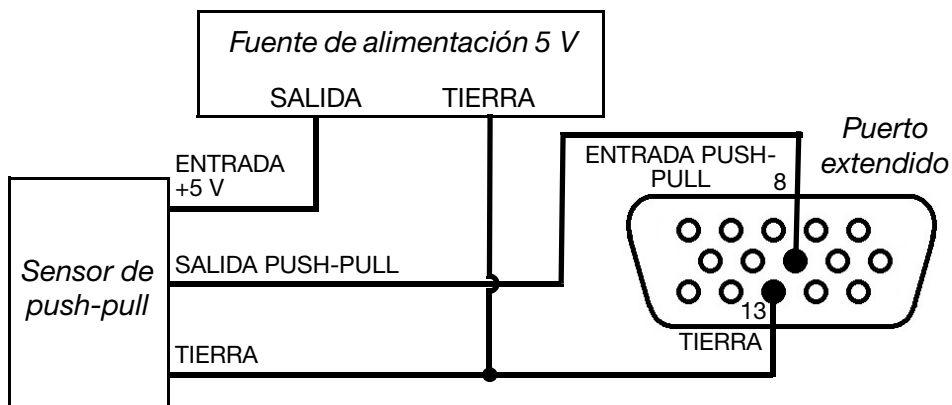 Fuente de alimentación 5 V
SALIDA
TIERRA
Puerto
extendido
ENTRADA
+5 V
ENTRADA PUSH-
PULL
8
Sensor de
push-pull
SALIDA PUSH-PULL
13
TIERRA
TIERRA